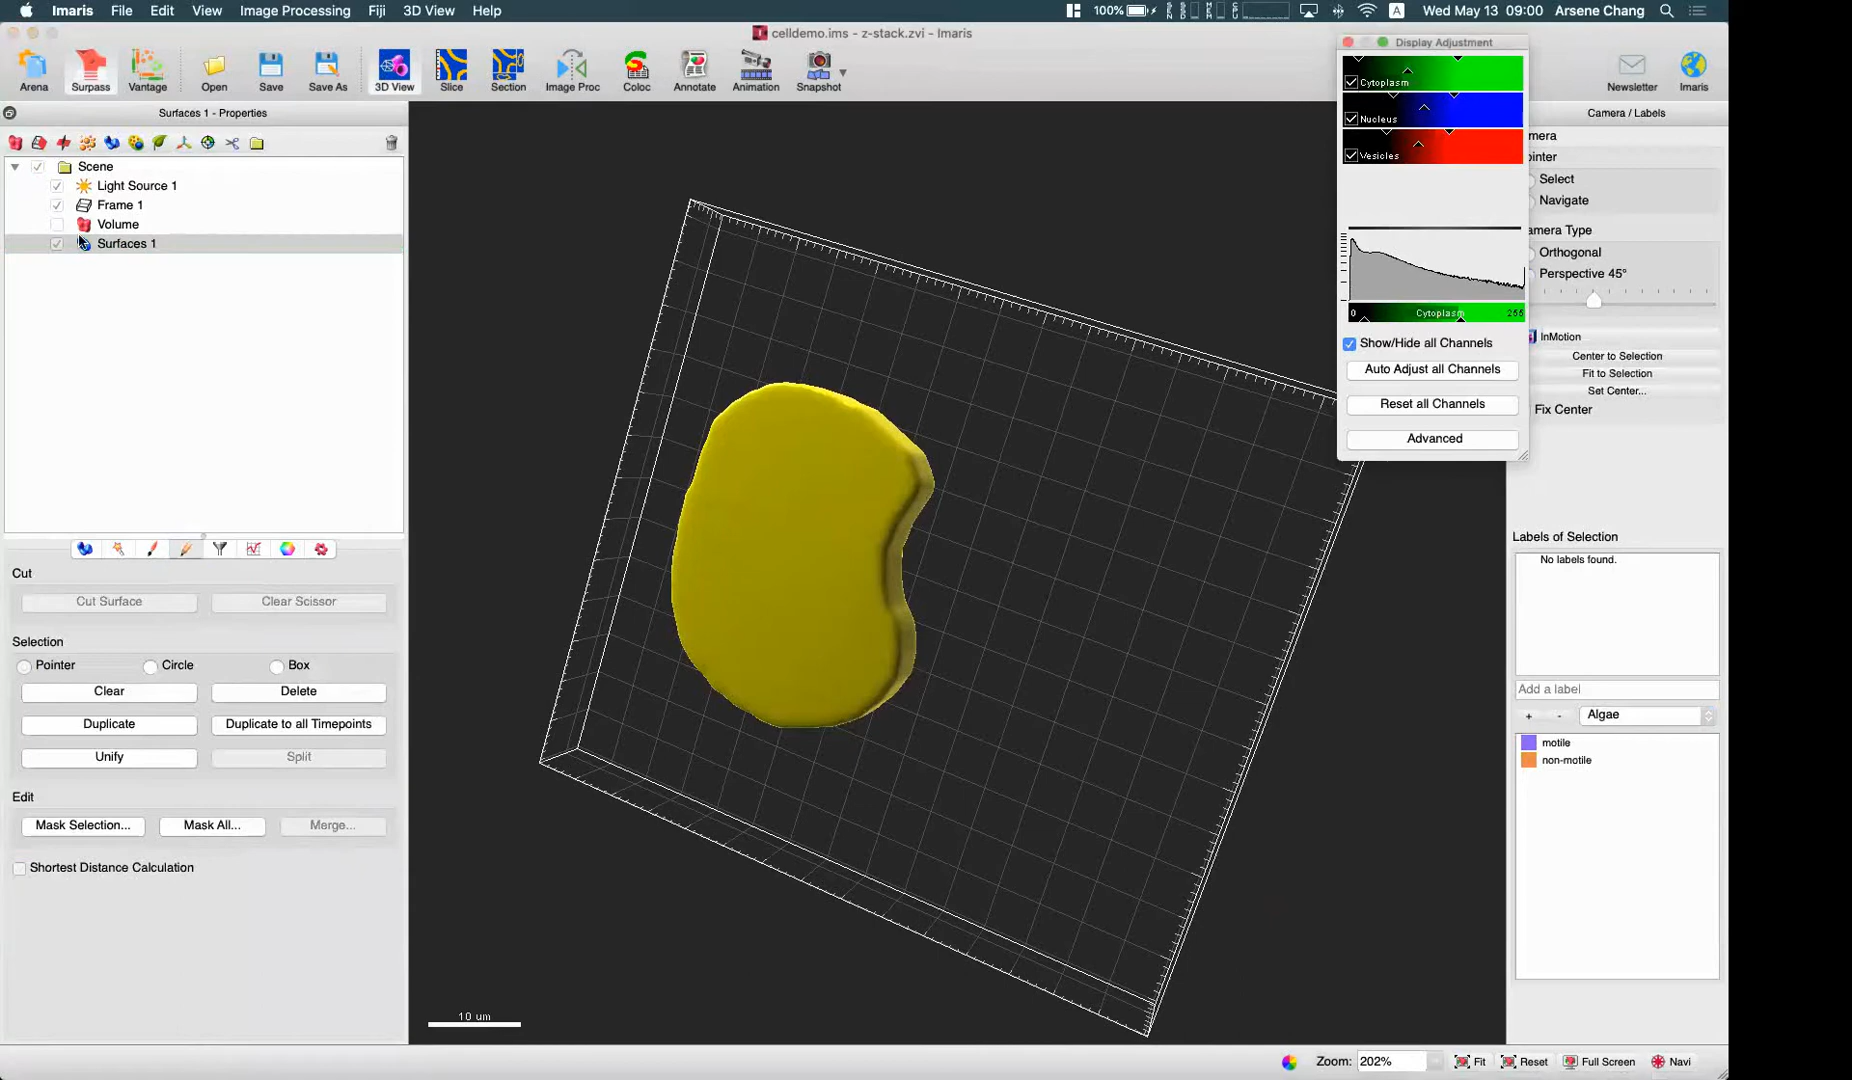 Imaris File Edit View Image Processing Fiji 3D View Help 100% A Wed May 13 09:00 Arsene Chang
celldemo.ims - z-stack.zvi - Imaris
Display Adjustment
Arena Surpass Vantage Open Save Save As 3D View Slice Section Image Proc Coloc Annotate Animation Snapshot Newsletter Imaris
Surfaces 1 - Properties
Camera / Labels
Scene
Light Source 1
Frame 1
Volume
Surfaces 1
Cut
Cut Surface Clear Scissor
Selection
Pointer Circle Box
Clear Delete
Duplicate Duplicate to all Timepoints
Unify Split
Edit
Mask Selection... Mask All... Merge...
Shortest Distance Calculation
10 um
Cytoplasm
Nucleus
Vesicles
0 Cytoplasm 255
Show/Hide all Channels
Auto Adjust all Channels
Reset all Channels
Advanced
amera
ointer
Select
Navigate
amera Type
Orthogonal
Perspective 45°
InMotion
Center to Selection
Fit to Selection
Set Center...
Fix Center
Labels of Selection
No labels found.
Add a label
+ - Algae
motile
non-motile
Zoom: 202% Fit Reset Full Screen Navi